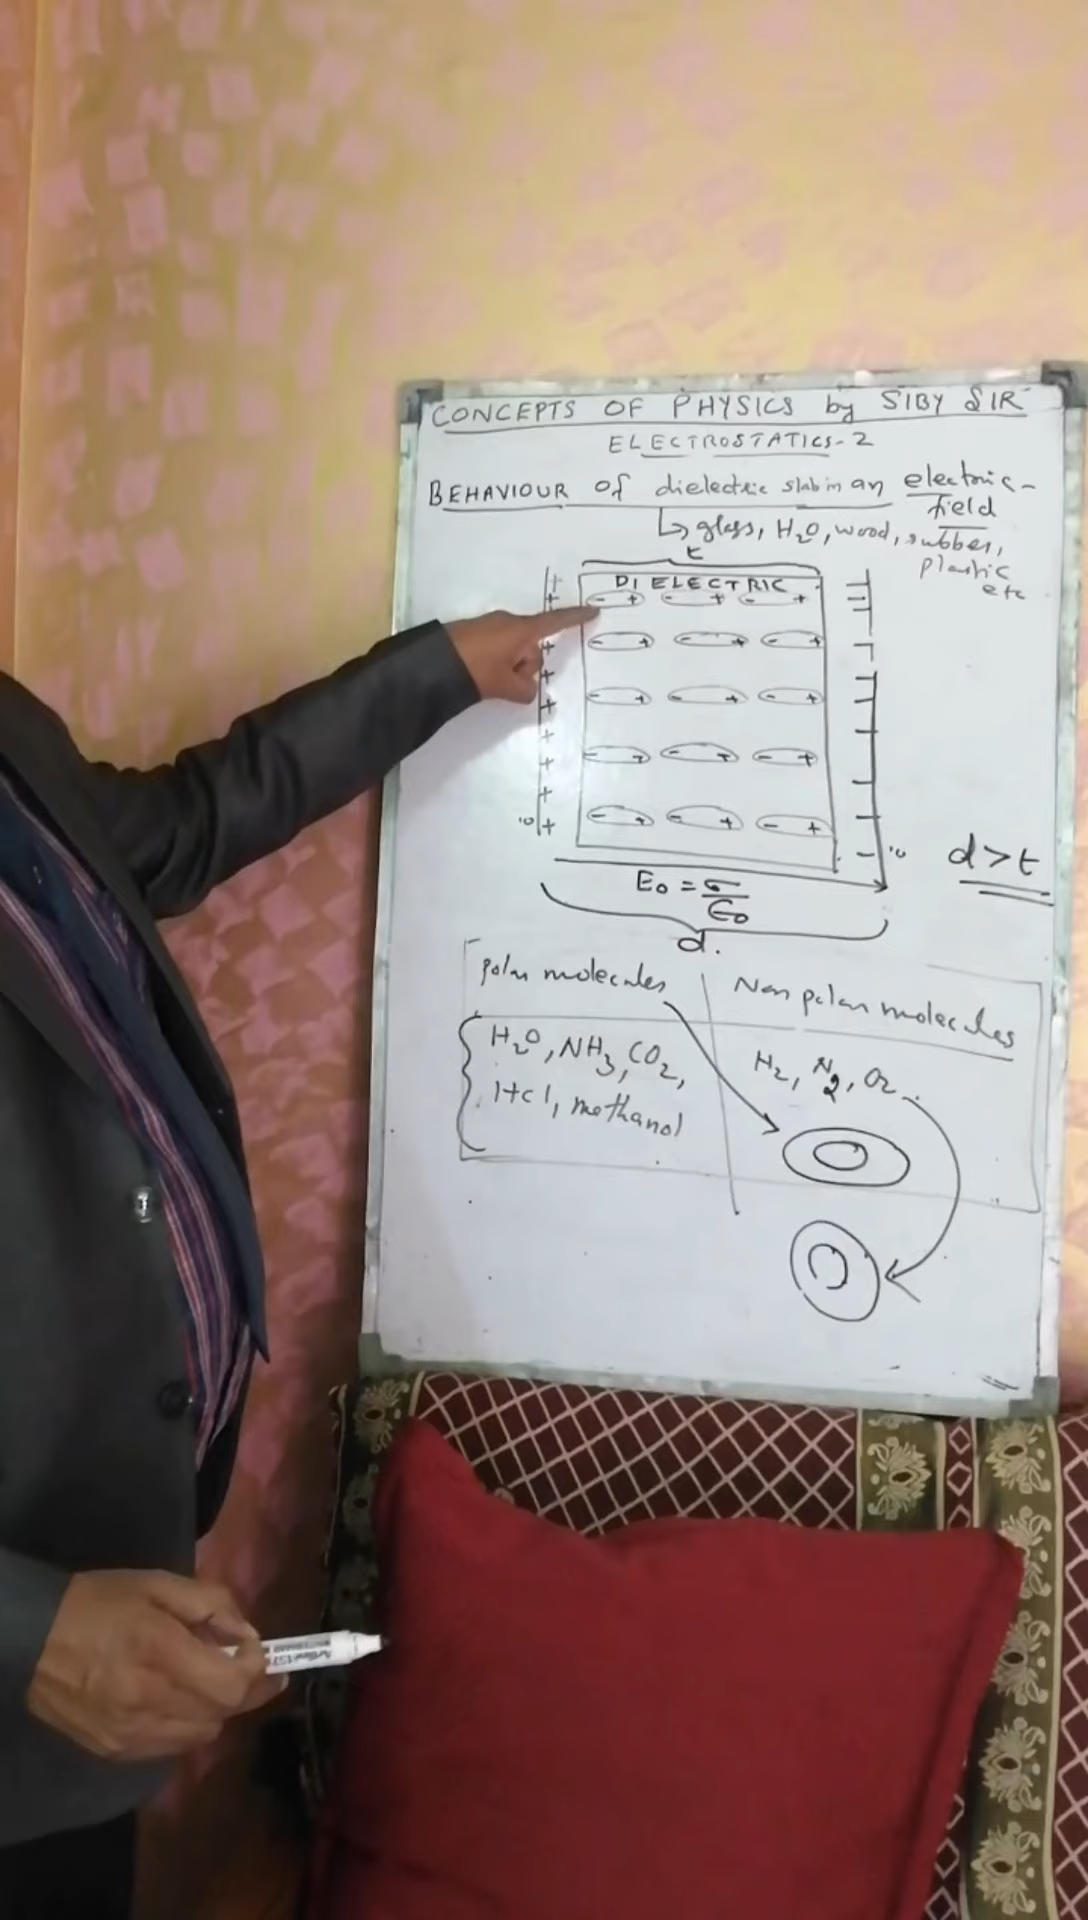 CONCEPTS OF PHYSICS by SIBY SIR
ELECTROSTATICS-2
BEHAVIOUR of dielectric slab in an electric-
field
↳ glass, H₂O, wood, rubber,
plastic
etc
t
DIELECTRIC
- + - + - +
- + - + - +
- + - + - +
- + - + - +
- + - + - +
d>t
E₀ = σ/ϵ₀
d.
polar molecules
Non polar molecules
H₂O, NH₃, CO₂,
HCl, methanol
H₂, N₂, O₂
Artline 157